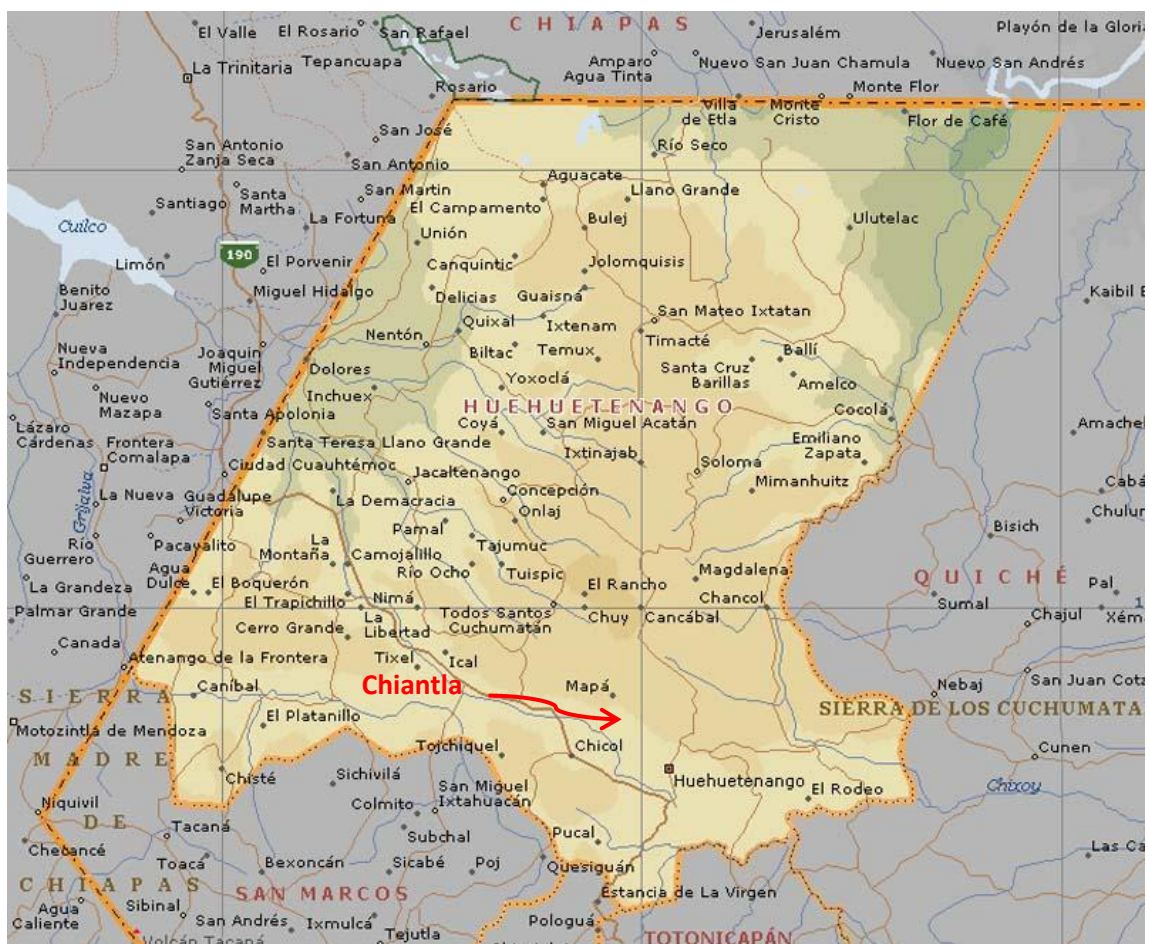 CHIAPAS
El Valle
El Rosario
San Rafael
Jerusalém
Playón de la Glori
La Trinitaria
Tepancuapa
Amparo
Agua Tinta
Nuevo San Juan Chamula
Nuevo San Andrés
Rosario
Villa
de Etla
Monte
Cristo
Monte Flor
Flor de Café
San José
San Antonio
Zanja Seca
San Antonio
Río Seco
Santiago
Santa
Martha
San Martin
La Fortuna
Aguacate
El Campamento
Llano Grande
Bulej
Ulutelac
Cuilco
Unión
190
Limón
El Porvenir
Canquintic
Jolomquisis
Benito
Juarez
Miguel Hidalgo
Delicias
Guaisná
Kaibil B
Quixal
Ixtenam
San Mateo Ixtatan
Nentón
Timacté
Nueva
Independencia
Joaquin
Miguel
Gutiérrez
Dolores
Biltac
Temux
Santa Cruz
Barillas
Ballí
Amelco
Nuevo
Mazapa
Inchuex
Yoxoclá
HUEHUETENANGO
Lázaro
Cárdenas
Santa Apolonia
Coyá
San Miguel Acatán
Cocolá
Frontera
Comalapa
Santa Teresa Llano Grande
Emiliano
Zapata
Amachel
Ciudad Cuauhtémoc
Jacaltenango
Ixtinajab
Soloma
Mimanhuitz
Cabá
La Nueva
Guadalupe
Victoria
Grijalva
La Demacracia
Concepción
Onlaj
Chulum
Río
Guerrero
Pacayalito
La
Montaña
Pamal
Tajumuc
Bisich
Camojalillo
Río Ocho
Tuispic
La Grandeza
Agua
Dulce
El Boquerón
El Rancho
Magdalena
QUICHÉ
Pal
Palmar Grande
El Trapichillo
Nimá
Todos Santos
Cuchumatán
Chuy
Cancábal
Chancol
Sumal
Chajul
1
Xém
Canada
Cerro Grande
La
Libertad
Atenango de la Frontera
Tixel
Ical
Chiantla
Caníbal
Mapá
Nebaj
San Juan Cotz
SIERRA
MADRE
DE
CHIAPAS
SIERRA DE LOS CUCHUMATA
Motozintla de Mendoza
El Platanillo
Tojchiquel
Chicol
Cunen
Chisté
Sichivilá
San Miguel
Ixtahuacán
Huehuetenango
El Rodeo
Chixoy
Niquivil
Colmito
Tacaná
Subchal
Pucal
Checancé
Toacá
Bexoncán
Sicabé
Poj
Quesiguán
Las Ca
SAN MARCOS
Estancia de La Virgen
Agua
Caliente
Sibinal
San Andrés
Ixmulcá
Tejutla
Pologuá
Volcán Tacaná
TOTONICAPÁN